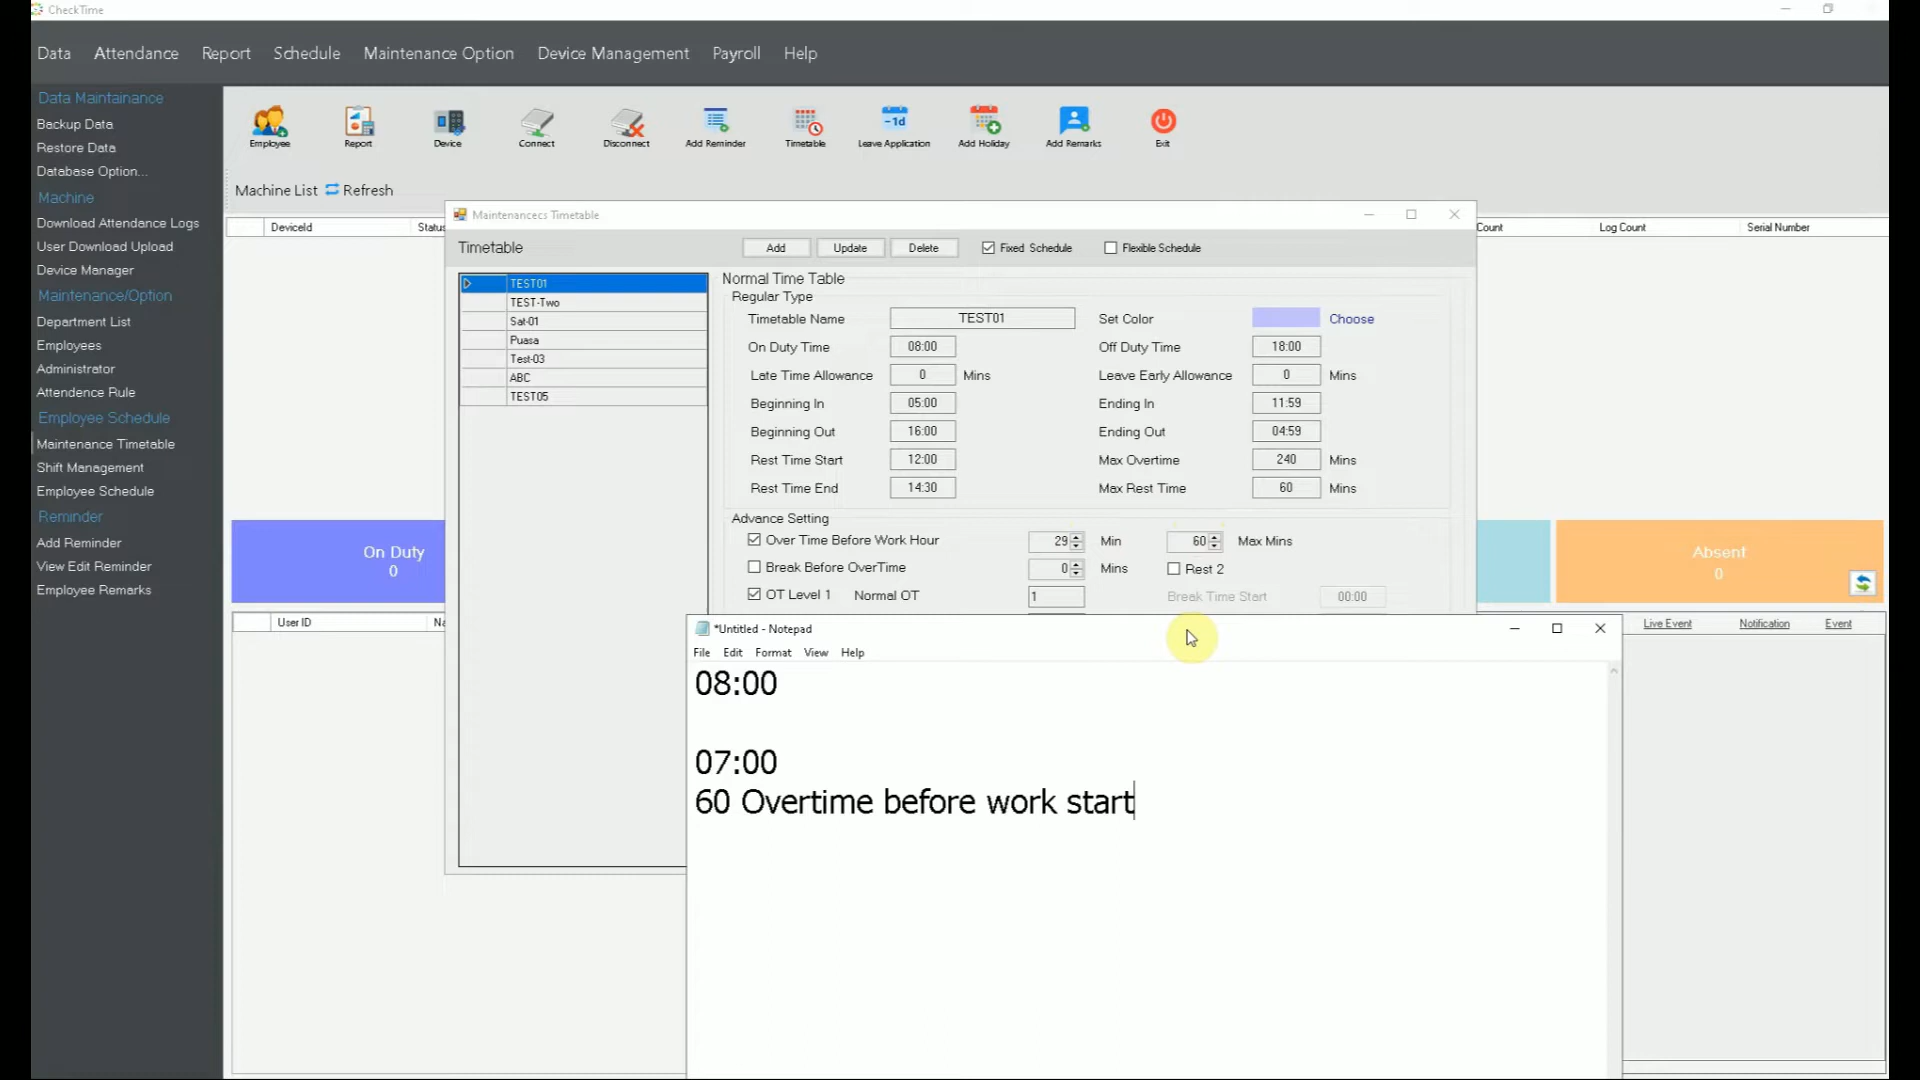 CheckTime
Data Attendance Report Schedule Maintenance Option Device Management Payroll Help
Data Maintainance
Backup Data
Restore Data
Database Option...
Machine
Download Attendance Logs
User Download Upload
Device Manager
Maintenance/Option
Department List
Employees
Administrator
Attendence Rule
Employee Schedule
Maintenance Timetable
Shift Management
Employee Schedule
Reminder
Add Reminder
View Edit Reminder
Employee Remarks
Employee Report Device Connect Disconnect Add Reminder Timetable -1d Leave Application Add Holiday Add Remarks Exit
Machine List Refresh
DeviceId Status Count Log Count Serial Number
Maintenancecs Timetable
Timetable Add Update Delete Fixed Schedule Flexible Schedule
TEST01
TEST-Two
Sat-01
Puasa
Test-03
ABC
TEST05
Normal Time Table
Regular Type
Timetable Name TEST01 Set Color Choose
On Duty Time 08:00 Off Duty Time 18:00
Late Time Allowance 0 Mins Leave Early Allowance 0 Mins
Beginning In 05:00 Ending In 11:59
Beginning Out 16:00 Ending Out 04:59
Rest Time Start 12:00 Max Overtime 240 Mins
Rest Time End 14:30 Max Rest Time 60 Mins
Advance Setting
Over Time Before Work Hour 29 Min 60 Max Mins
Break Before OverTime 0 Mins Rest 2
OT Level 1 Normal OT 1 Break Time Start 00:00
On Duty
0
Absent
0
User ID Na
Live Event Notification Event
*Untitled - Notepad
File Edit Format View Help
08:00
07:00
60 Overtime before work start